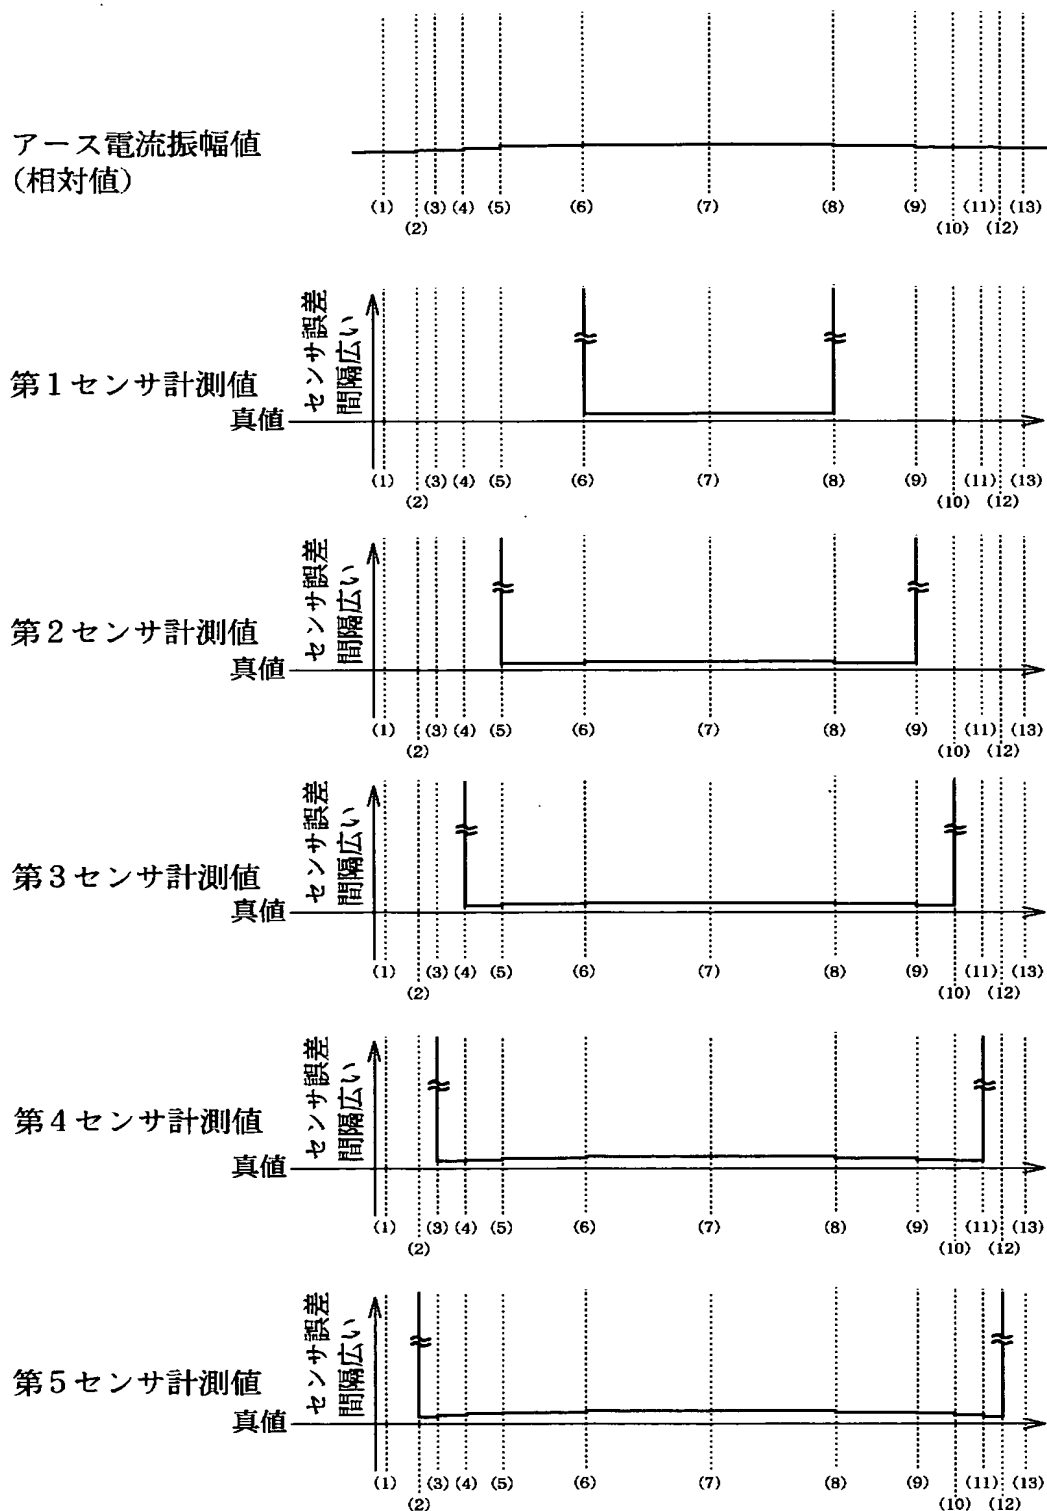 アース電流振幅値
(相対値)
(1) (3) (4) (5) (6) (7) (8) (9) (11) (13)
(2) (10) (12)
センサ誤差
間隔広い
第1センサ計測値
真値
(1) (3) (4) (5) (6) (7) (8) (9) (11) (13)
(2) (10) (12)
センサ誤差
間隔広い
第2センサ計測値
真値
(1) (3) (4) (5) (6) (7) (8) (9) (11) (13)
(2) (10) (12)
センサ誤差
間隔広い
第3センサ計測値
真値
(1) (3) (4) (5) (6) (7) (8) (9) (11) (13)
(2) (10) (12)
センサ誤差
間隔広い
第4センサ計測値
真値
(1) (3) (4) (5) (6) (7) (8) (9) (11) (13)
(2) (10) (12)
センサ誤差
間隔広い
第5センサ計測値
真値
(1) (3) (4) (5) (6) (7) (8) (9) (11) (13)
(2) (10) (12)